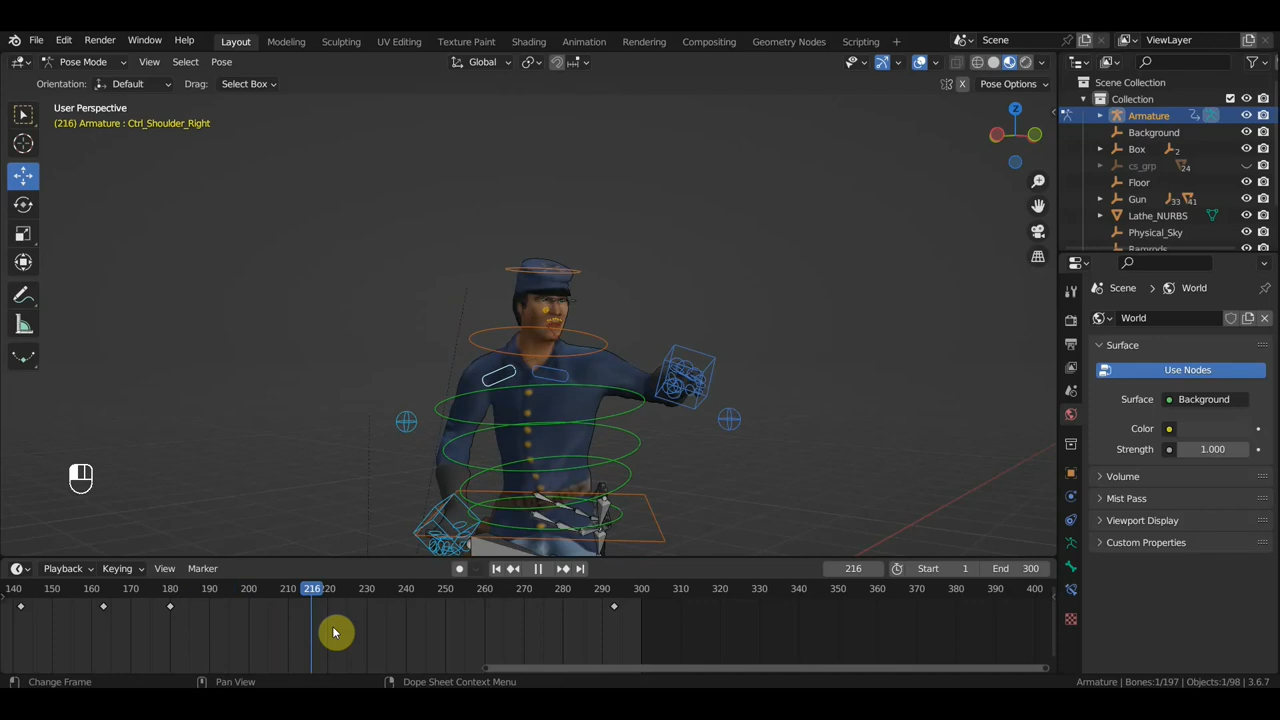 File Edit Render Window Help Layout Modeling Sculpting UV Editing Texture Paint Shading Animation Rendering Compositing Geometry Nodes Scripting + Scene ViewLayer
Pose Mode View Select Pose Global Pose Options
Orientation: Default Drag: Select Box X
User Perspective
(216) Armature : Ctrl_Shoulder_Right
Z
Scene Collection
Collection
Armature
Background
Box 2
cs_grp 24
Floor
Gun 33 41
Lathe_NURBS
Physical_Sky
Ramrods
Scene > World
World
Surface
Use Nodes
Surface Background
Color
Strength 1.000
Volume
Mist Pass
Viewport Display
Custom Properties
Playback Keying View Marker 216 Start 1 End 300
140 150 160 170 180 190 200 210 216 220 230 240 250 260 270 280 290 300 310 320 330 340 350 360 370 380 390 400
Change Frame Pan View Dope Sheet Context Menu Armature | Bones:1/197 | Objects:1/98 | 3.6.7